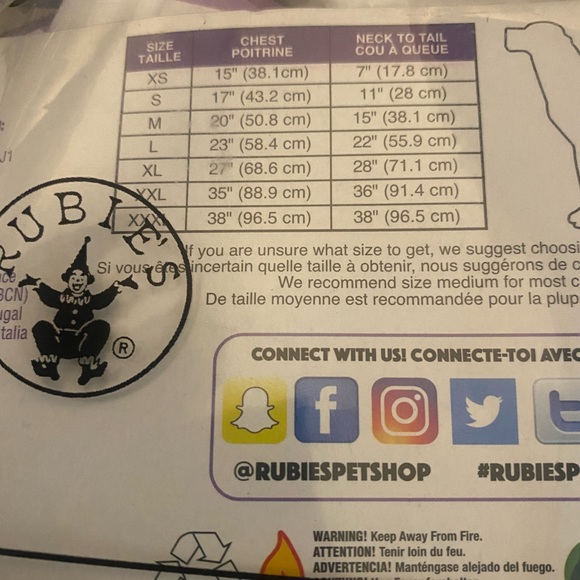 SIZE TAILLE CHEST POITRINE NECK TO TAIL COU À QUEUE
XS 15" (38.1cm) 7" (17.8 cm)
S 17" (43.2 cm) 11" (28 cm)
M 20" (50.8 cm) 15" (38.1 cm)
L 23" (58.4 cm) 22" (55.9 cm)
XL 27" (68.6 cm) 28" (71.1 cm)
XXL 35" (88.9 cm) 36" (91.4 cm)
XXXL 38" (96.5 cm) 38" (96.5 cm)
RUBIE'S
®
If you are unsure what size to get, we suggest choosi
Si vous êtes incertain quelle taille à obtenir, nous suggérons de c
We recommend size medium for most c
De taille moyenne est recommandée pour la plup
BCN)
ugal
talia
CONNECT WITH US! CONNECTE-TOI AVEC
@RUBIESPETSHOP #RUBIESP
WARNING! Keep Away From Fire.
ATTENTION! Tenir loin du feu.
ADVERTENCIA! Manténgase alejado del fuego.